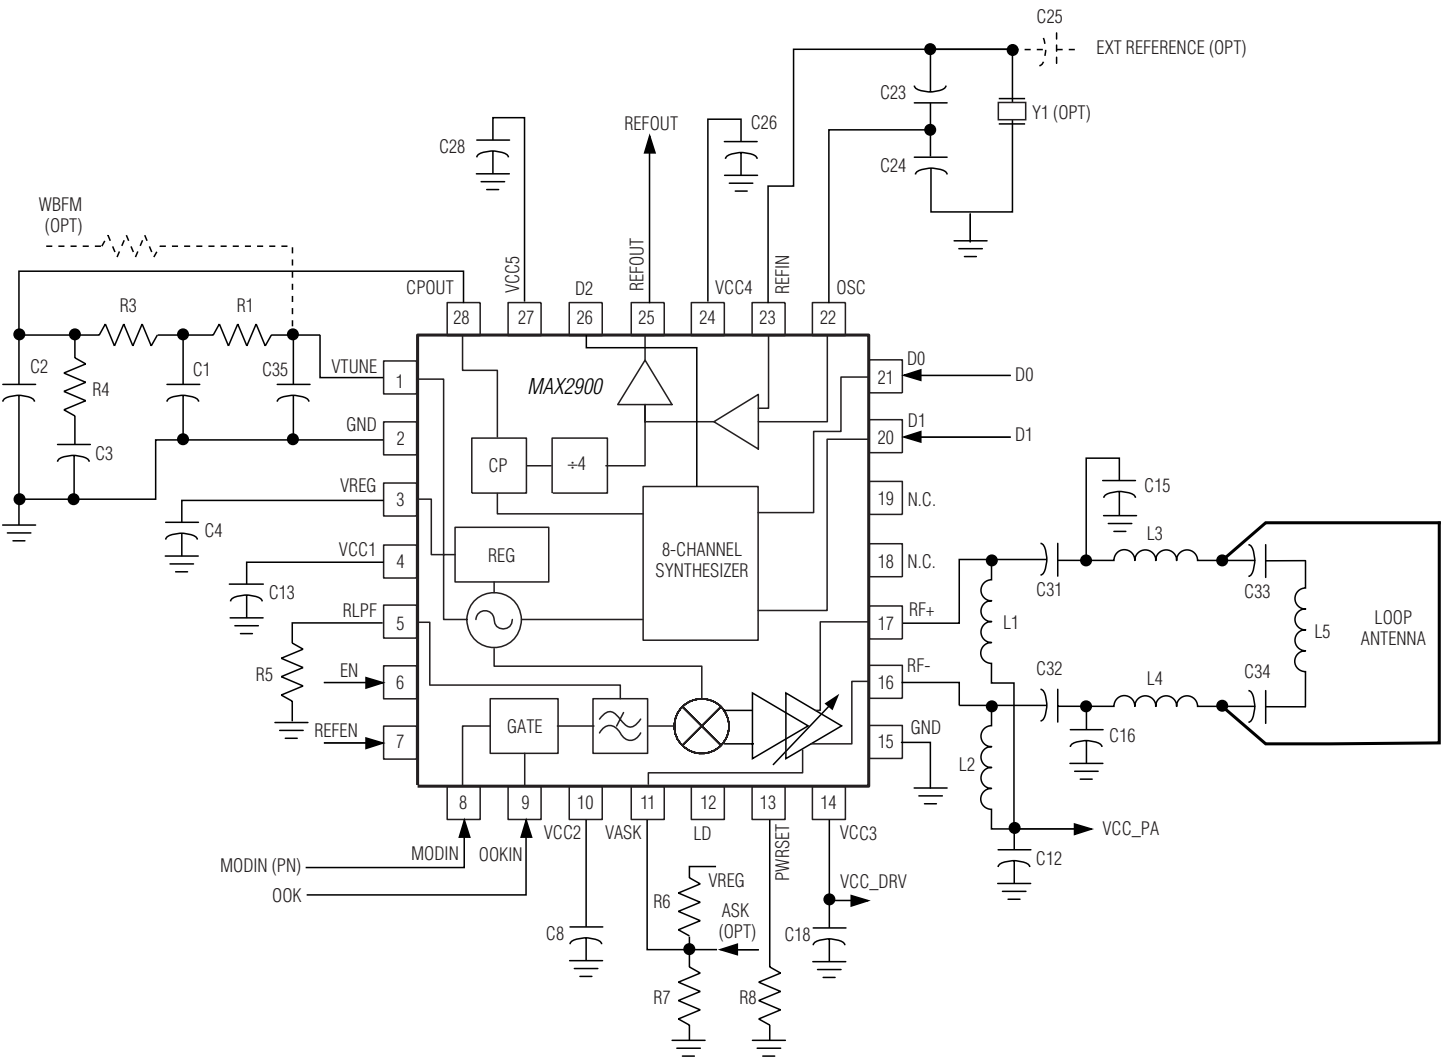 C25
EXT REFERENCE (OPT)
C23
Y1 (OPT)
C24
C28
REFOUT
C26
WBFM
(OPT)
CPOUT
VCC5
D2
REFOUT
VCC4
REFIN
OSC
28
27
26
25
24
23
22
R3
R1
C2
R4
C1
C35
C3
VTUNE
1
GND
2
VREG
3
C4
VCC1
4
C13
RLPF
5
R5
EN
6
REFEN
7
MAX2900
CP
÷4
REG
8-CHANNEL
SYNTHESIZER
GATE
D0
21
D0
D1
20
D1
19
N.C.
18
N.C.
RF+
17
RF-
16
GND
15
C15
L3
C31
C33
L1
L5
LOOP
ANTENNA
C32
L4
C34
C16
L2
VCC_PA
C12
8
9
10
11
12
13
14
MODIN
OOKIN
VCC2
VASK
LD
PWRSET
VCC3
MODIN (PN)
OOK
C8
VREG
R6
ASK
(OPT)
R7
R8
VCC_DRV
C18